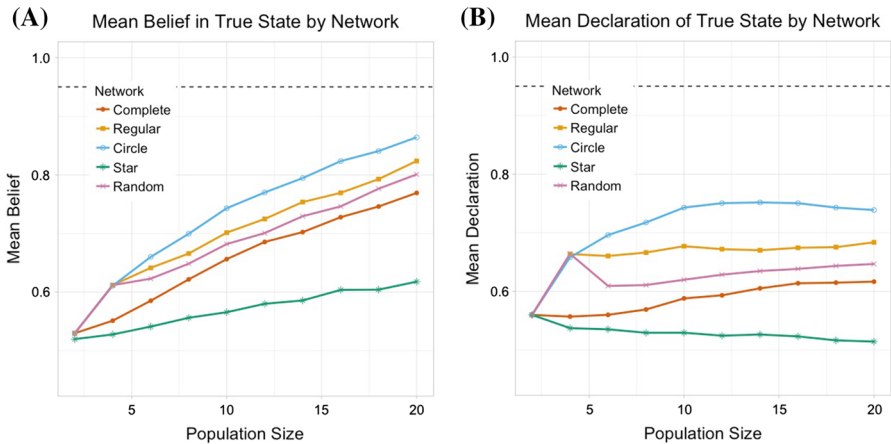 (A)
Mean Belief in True State by Network
1.0
0.8
0.6
Mean Belief
Network
Complete
Regular
Circle
Star
Random
5
10
15
20
Population Size
(B)
Mean Declaration of True State by Network
1.0
0.8
0.6
Mean Declaration
Network
Complete
Regular
Circle
Star
Random
5
10
15
20
Population Size